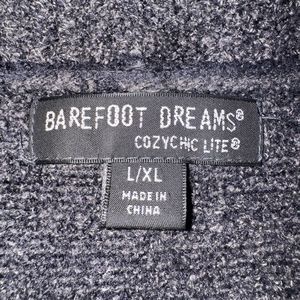 BAREFOOT DREAMS®
COZYCHIC LITE®
L/XL
MADE IN
CHINA